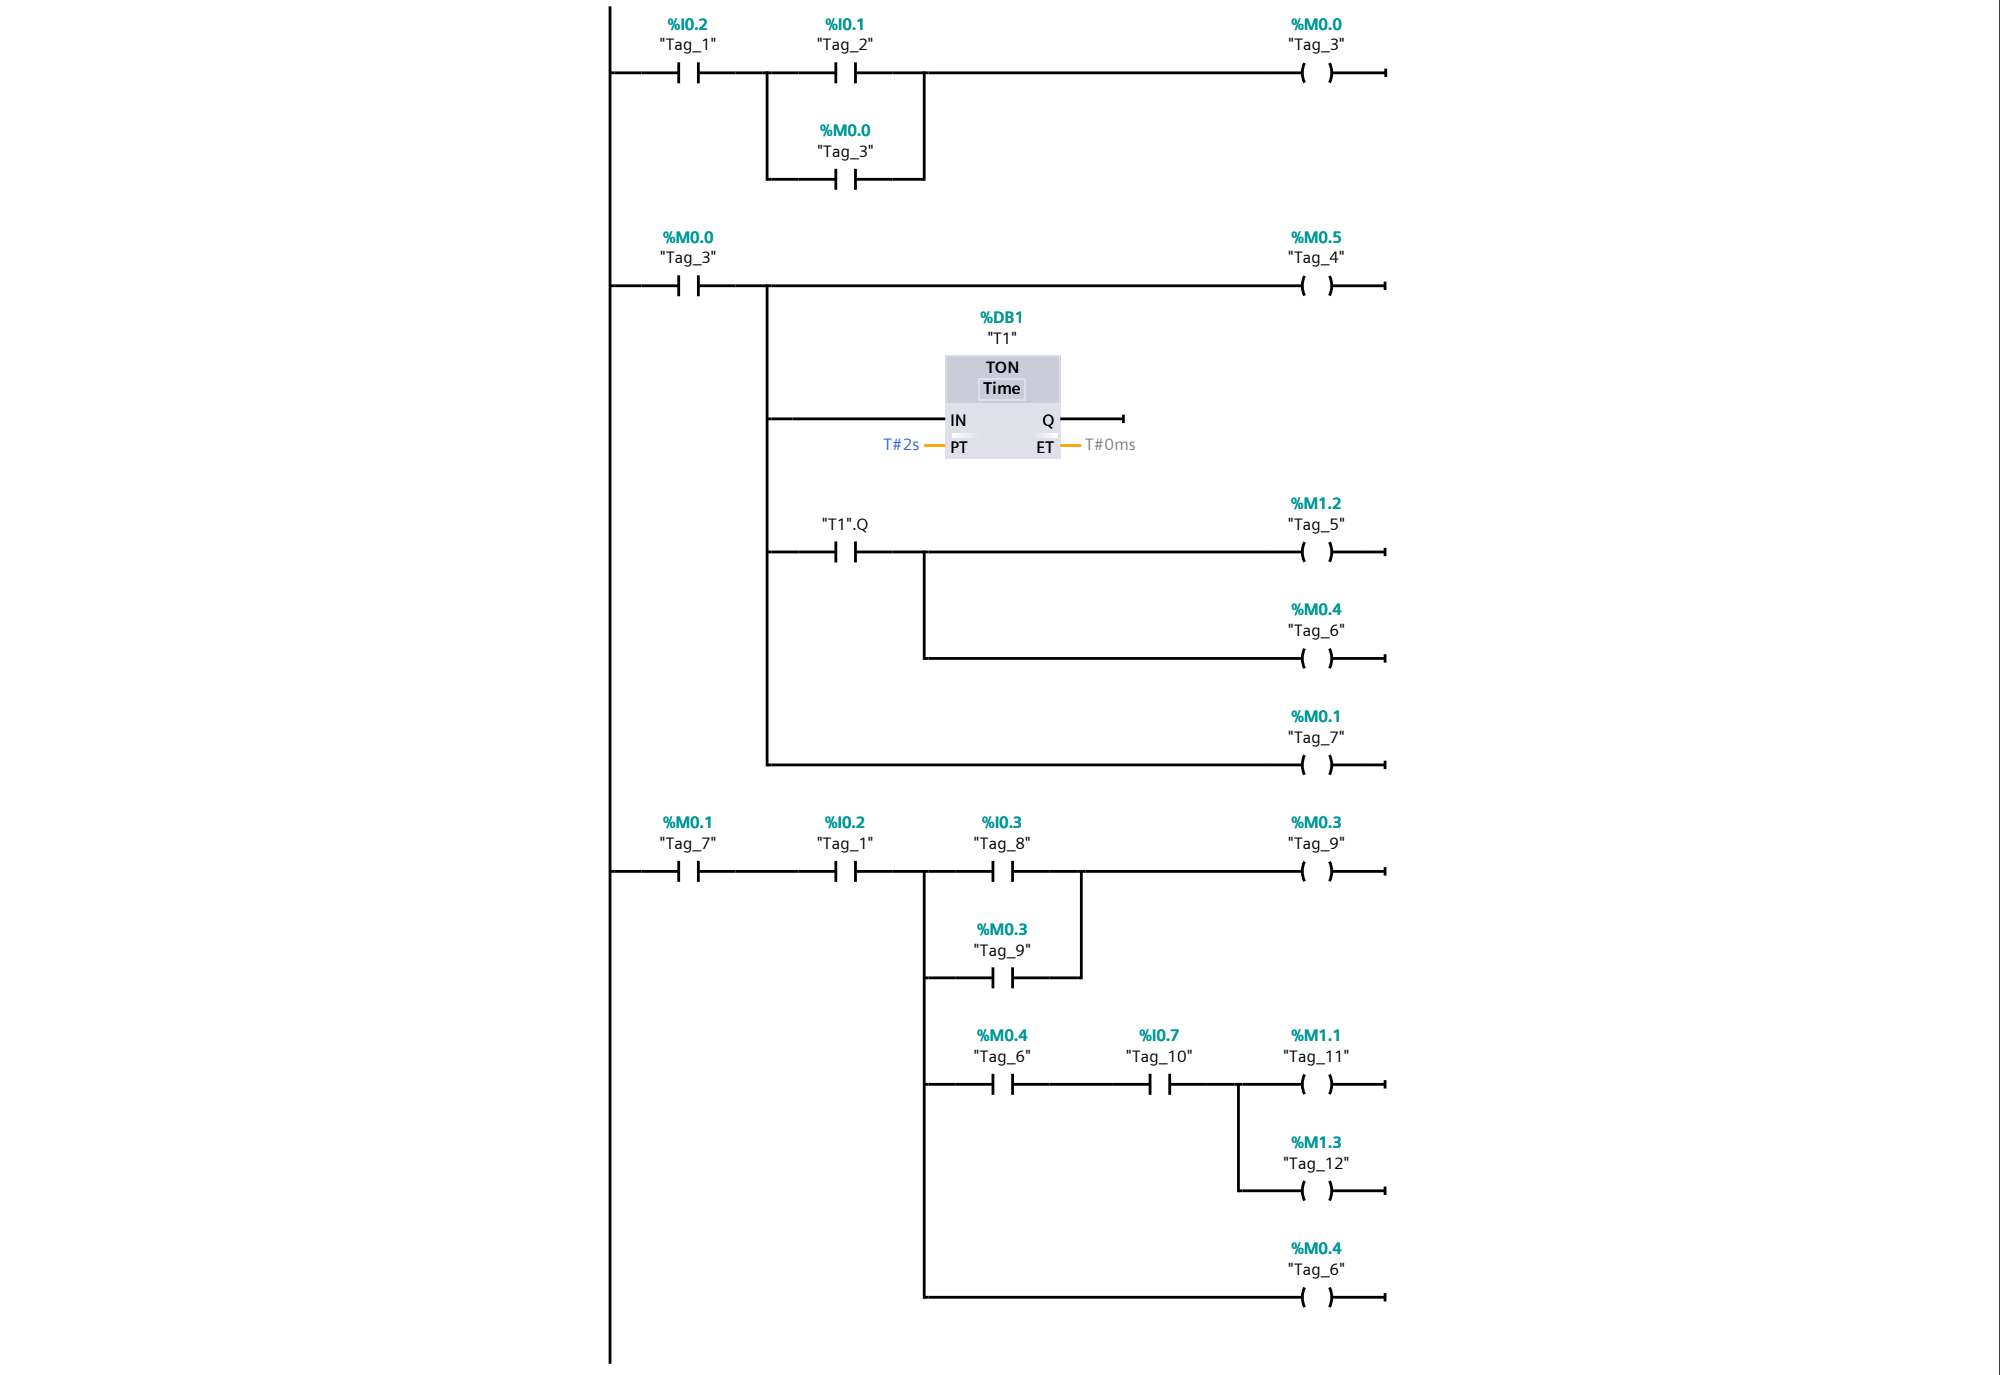 %I0.2 %I0.1 %M0.0
"Tag_1" "Tag_2" "Tag_3"
%M0.0
"Tag_3"
%M0.0 %M0.5
"Tag_3" "Tag_4"
%DB1
"T1"
TON
Time
IN Q
T#2s PT ET T#0ms
%M1.2
"T1".Q "Tag_5"
%M0.4
"Tag_6"
%M0.1
"Tag_7"
%M0.1 %I0.2 %I0.3 %M0.3
"Tag_7" "Tag_1" "Tag_8" "Tag_9"
%M0.3
"Tag_9"
%M0.4 %I0.7 %M1.1
"Tag_6" "Tag_10" "Tag_11"
%M1.3
"Tag_12"
%M0.4
"Tag_6"